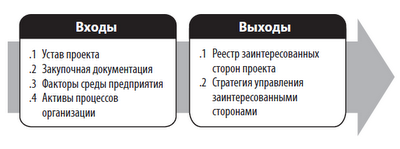 Входы
.1 Устав проекта
.2 Закупочная документация
.3 Факторы среды предприятия
.4 Активы процессов
организации
Выходы
.1 Реестр заинтересованных
сторон проекта
.2 Стратегия управления
заинтересованными
сторонами